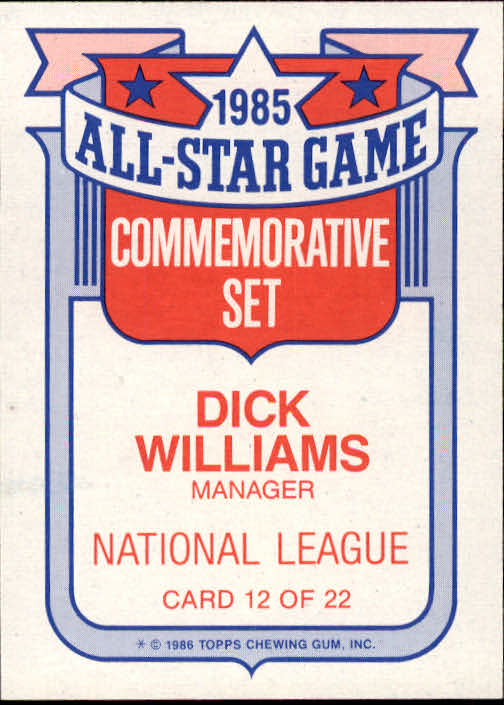 1985
ALL-STAR GAME
COMMEMORATIVE
SET
DICK
WILLIAMS
MANAGER
NATIONAL LEAGUE
CARD 12 OF 22
* © 1986 TOPPS CHEWING GUM, INC.